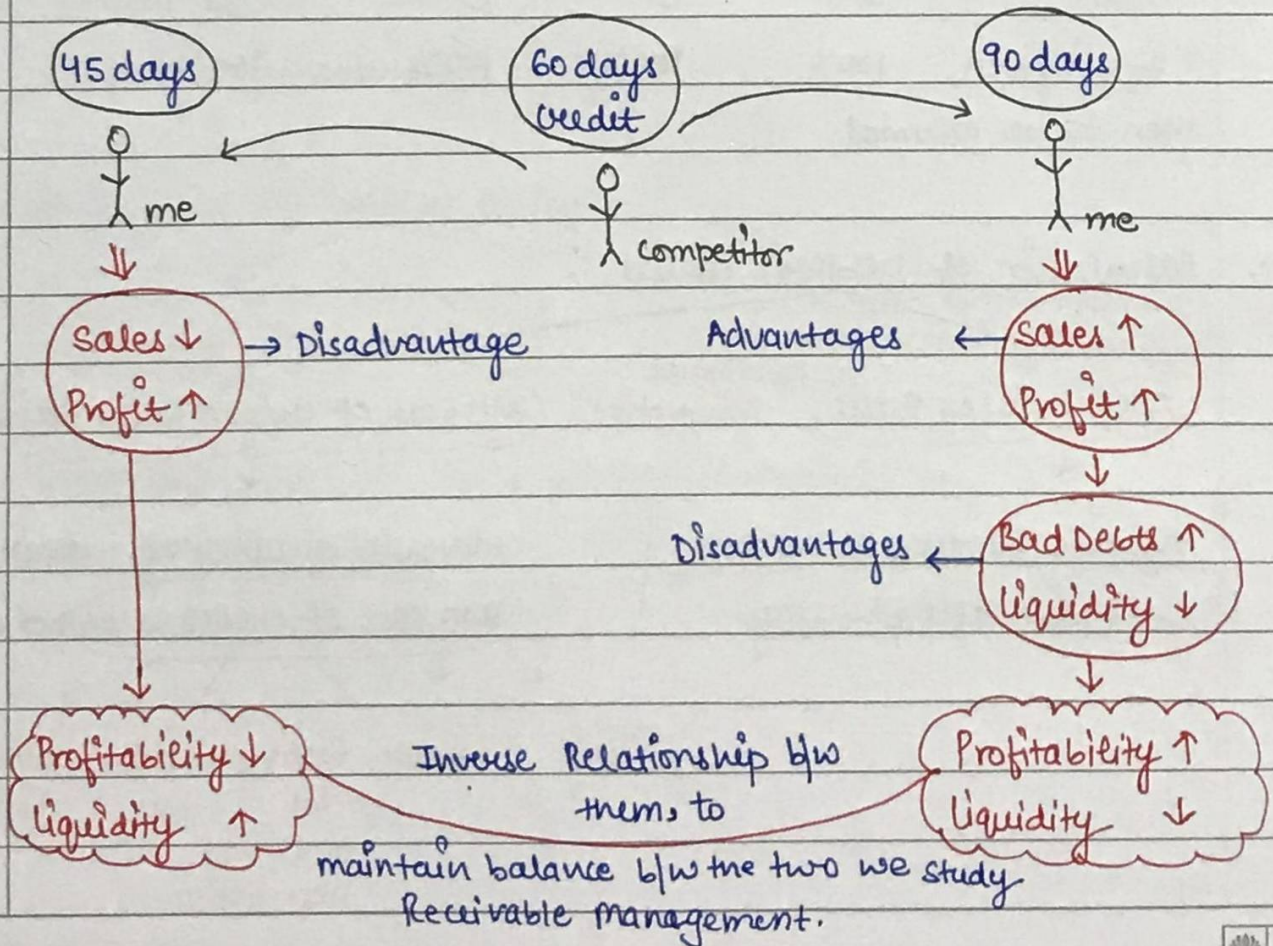 45 days
60 days
credit
90 days
me
competitor
me
Sales ↓ → Disadvantage
Profit ↑
Advantages ← Sales ↑
Profit ↑
Disadvantages ← Bad Debts ↑
Liquidity ↓
Profitability ↓
Liquidity ↑
Inverse Relationship b/w
them, to
maintain balance b/w the two we study
Receivable management.
Profitability ↑
Liquidity ↓